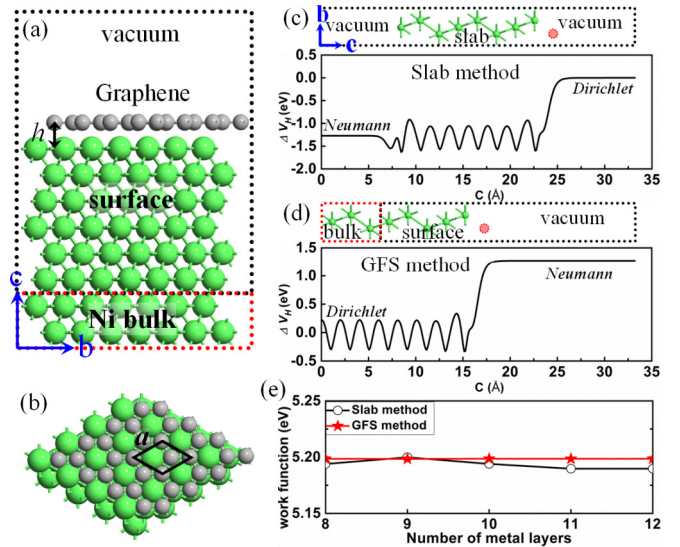 (a)
vacuum
Graphene
h
surface
c
Ni bulk
b
(b)
a
(c)
b
c
vacuum
slab
vacuum
0.5
0.0
-0.5
-1.0
-1.5
-2.0
Δ V_H (eV)
Slab method
Neumann
Dirichlet
0 5 10 15 20 25 30 35
C (Å)
(d)
bulk
surface
vacuum
1.5
1.0
0.5
0.0
-0.5
Δ V_H (eV)
GFS method
Dirichlet
Neumann
0 5 10 15 20 25 30 35
C (Å)
(e)
5.25
5.20
5.15
work function (eV)
Slab method
GFS method
8 9 10 11 12
Number of metal layers